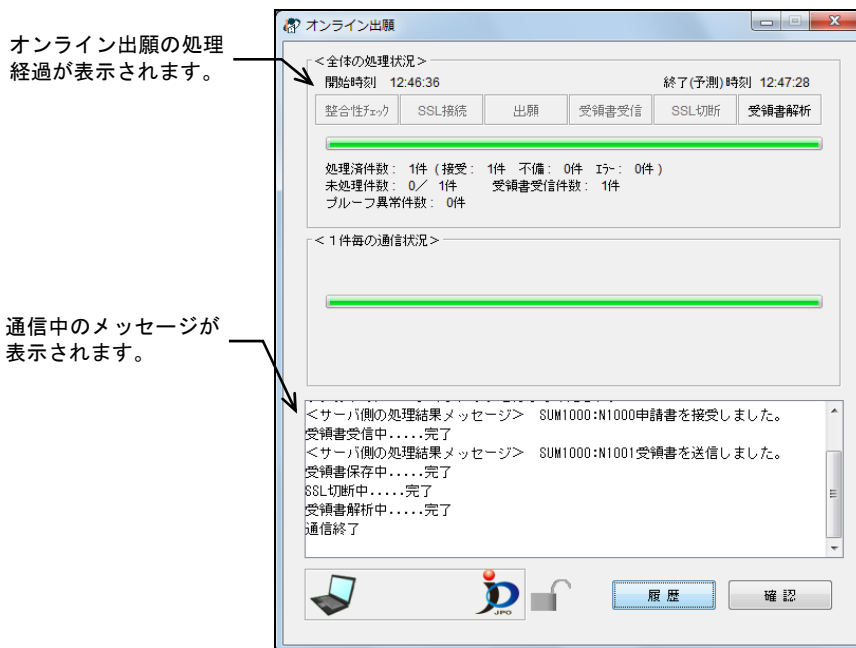 オンライン出願の処理
経過が表示されます。
オンライン出願
＜全体の処理状況＞
開始時刻 12:46:36 終了(予測)時刻 12:47:28
整合性ﾁｪｯｸ SSL接続 出願 受領書受信 SSL切断 受領書解析
処理済件数： 1件 ( 接受： 1件 不備： 0件 ｴﾗｰ： 0件 )
未処理件数： 0／ 1件 受領書受信件数： 1件
プルーフ異常件数： 0件
＜１件毎の通信状況＞
通信中のメッセージが
表示されます。
＜サーバ側の処理結果メッセージ＞ SUM1000:N1000申請書を接受しました。
受領書受信中.....完了
＜サーバ側の処理結果メッセージ＞ SUM1000:N1001受領書を送信しました。
受領書保存中.....完了
SSL切断中.....完了
受領書解析中.....完了
通信終了
JPO
履歴 確認